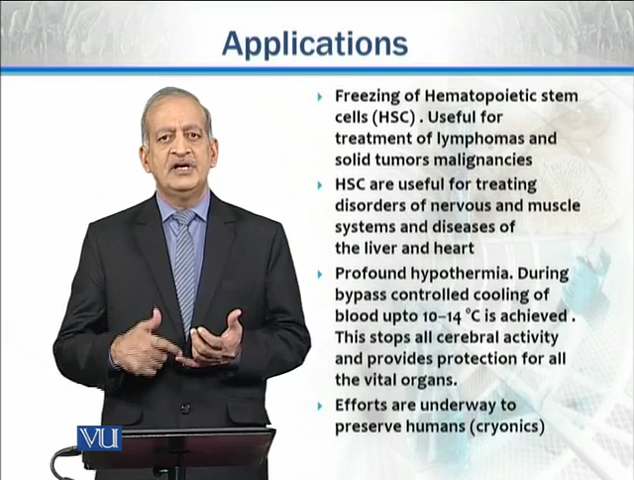 Applications
Freezing of Hematopoietic stem
cells (HSC) . Useful for
treatment of lymphomas and
solid tumors malignancies
HSC are useful for treating
disorders of nervous and muscle
systems and diseases of
the liver and heart
Profound hypothermia. During
bypass controlled cooling of
blood upto 10–14 °C is achieved .
This stops all cerebral activity
and provides protection for all
the vital organs.
Efforts are underway to
preserve humans (cryonics)
VU